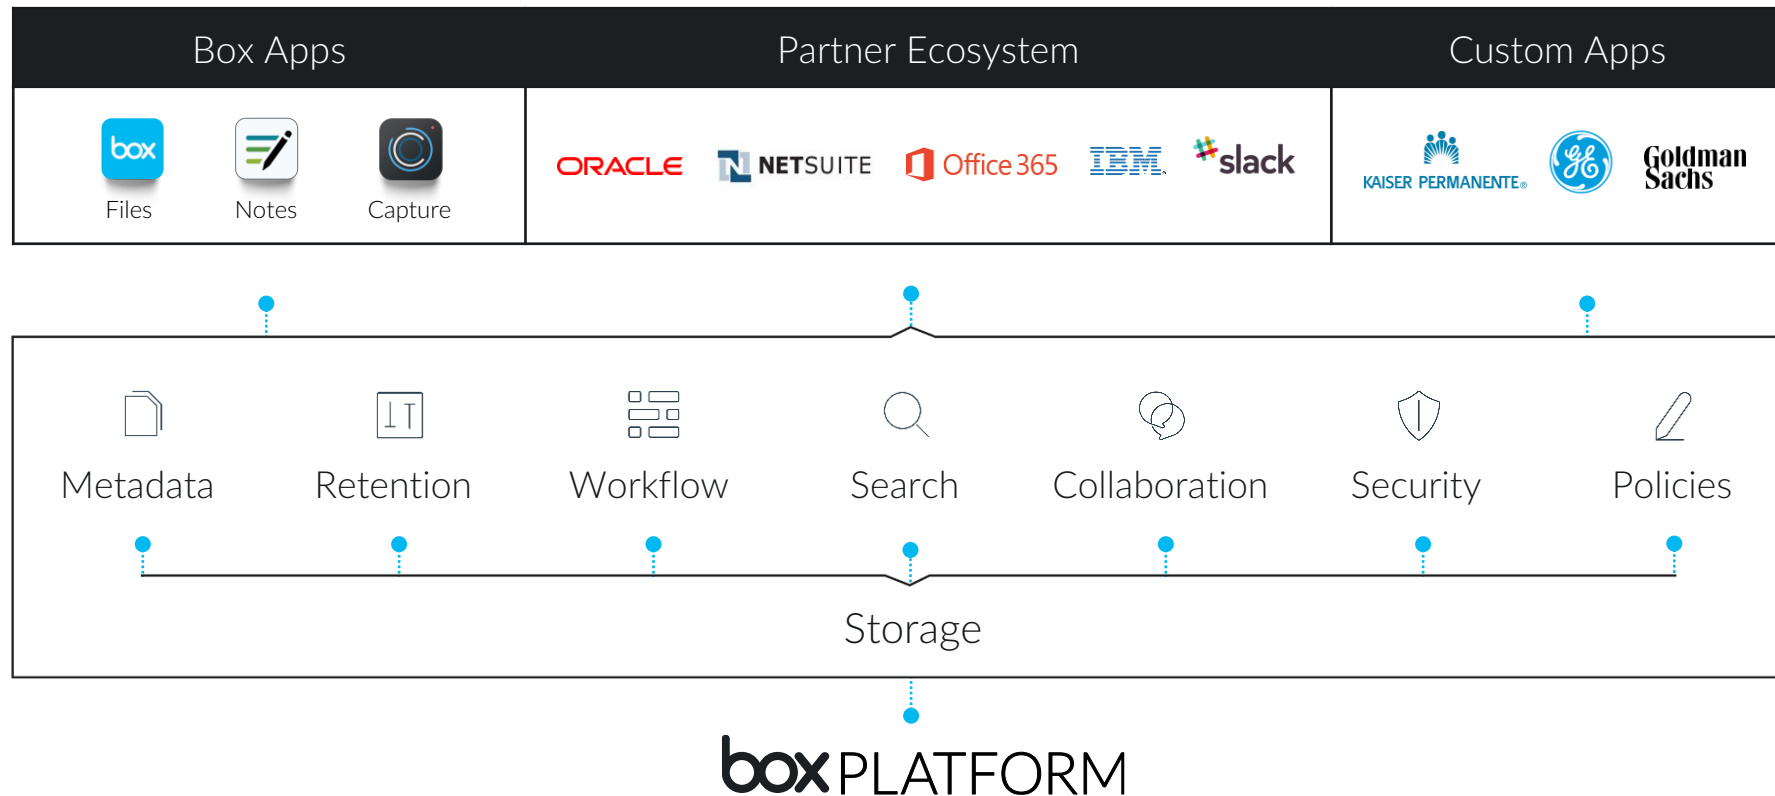 Box Apps
Partner Ecosystem
Custom Apps
box
Files
Notes
Capture
ORACLE
N NETSUITE
Office 365
IBM.
slack
KAISER PERMANENTE®
GE
Goldman
Sachs
Metadata
Retention
Workflow
Search
Collaboration
Security
Policies
Storage
box PLATFORM